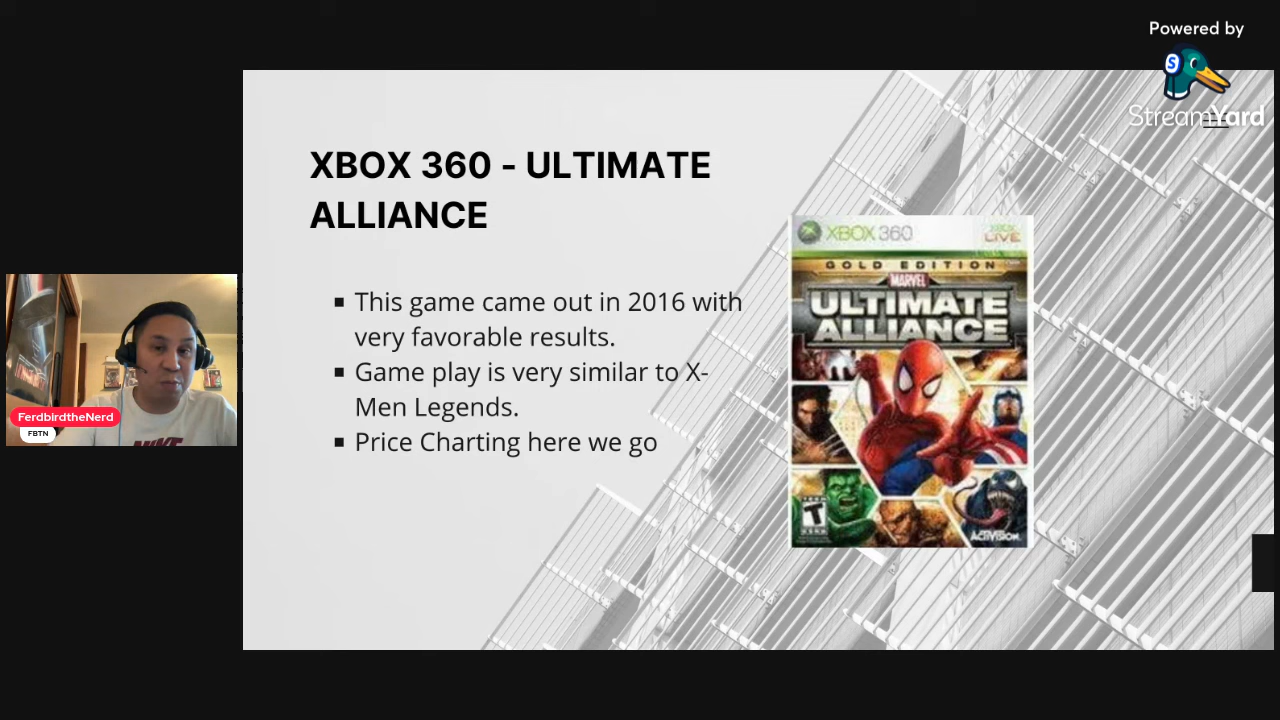 Powered by
StreamYard
XBOX 360 - ULTIMATE
ALLIANCE
XBOX 360
XBOX
LIVE
GOLD EDITION
MARVEL
ULTIMATE
ALLIANCE
▪ This game came out in 2016 with
very favorable results.
▪ Game play is very similar to X-
Men Legends.
▪ Price Charting here we go
FerdbirdtheNerd
FBTN
NIKE
T
ACTIVISION